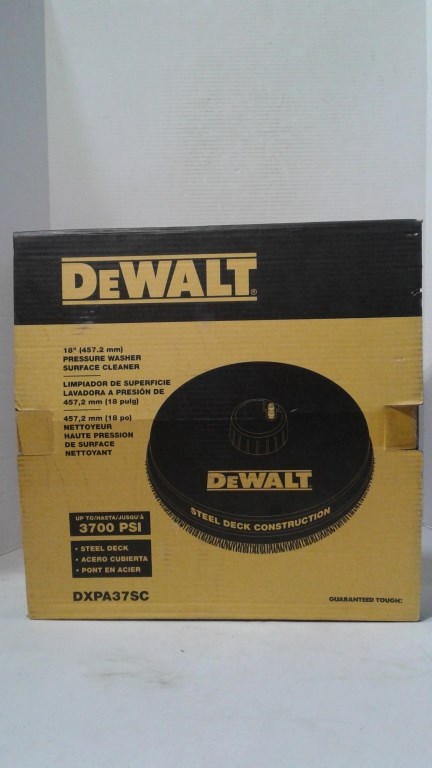 DEWALT®
18" (457.2 mm)
PRESSURE WASHER
SURFACE CLEANER
LIMPIADOR DE SUPERFICIE
LAVADORA A PRESIÓN DE
457,2 mm (18 pulg)
457,2 mm (18 po)
NETTOYEUR
HAUTE PRESSION
DE SURFACE
NETTOYANT
DEWALT
STEEL DECK CONSTRUCTION
UP TO/HASTA/JUSQU'À
3700 PSI
• STEEL DECK
• ACERO CUBIERTA
• PONT EN ACIER
DXPA37SC
GUARANTEED TOUGH.®